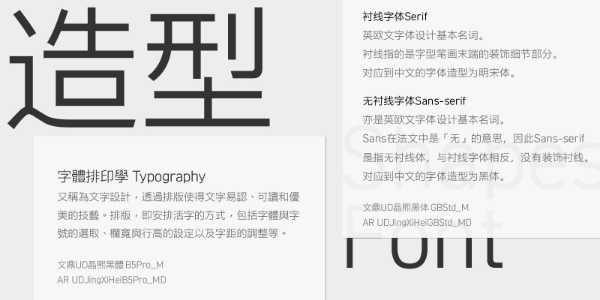 造型
字體排印學 Typography
又稱為文字設計，透過排版使得文字易認、可讀和優
美的技藝。排版，即安排活字的方式，包括字體與字
號的選取、欄寬與行高的設定以及字距的調整等。
文鼎UD晶熙黑體 B5Pro_M
AR UDJingXiHeiB5Pro_MD
衬线字体Serif
英欧文字体设计基本名词。
衬线指的是字型笔画末端的装饰细节部分。
对应到中文的字体造型为明宋体。
无衬线字体Sans-serif
亦是英欧文字体设计基本名词。
Sans在法文中是「无」的意思，因此Sans-serif
是指无衬线体，与衬线字体相反，没有装饰衬线。
对应到中文的字体造型为黑体。
文鼎UD晶熙黑体 GBStd_M
AR UDJingXiHeiGBStd_MD
Shapes
Font